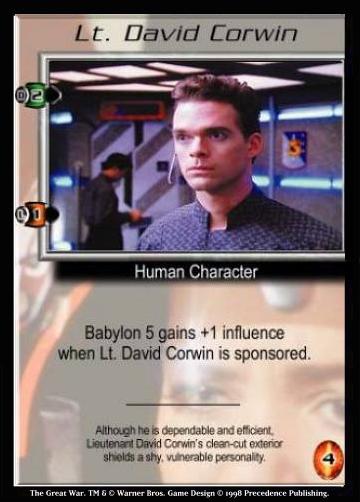 Lt. David Corwin
2
1
Human Character
Babylon 5 gains +1 influence
when Lt. David Corwin is sponsored.
Although he is dependable and efficient,
Lieutenant David Corwin's clean-cut exterior
shields a shy, vulnerable personality.
4
The Great War. TM & © Warner Bros. Game Design © 1998 Precedence Publishing.